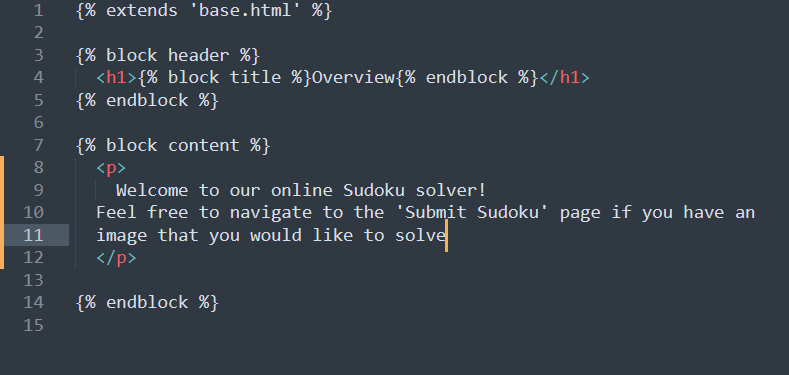 1 {% extends 'base.html' %}
2
3 {% block header %}
4 <h1>{% block title %}Overview{% endblock %}</h1>
5 {% endblock %}
6
7 {% block content %}
8 <p>
9 Welcome to our online Sudoku solver!
10 Feel free to navigate to the 'Submit Sudoku' page if you have an
11 image that you would like to solve
12 </p>
13
14 {% endblock %}
15